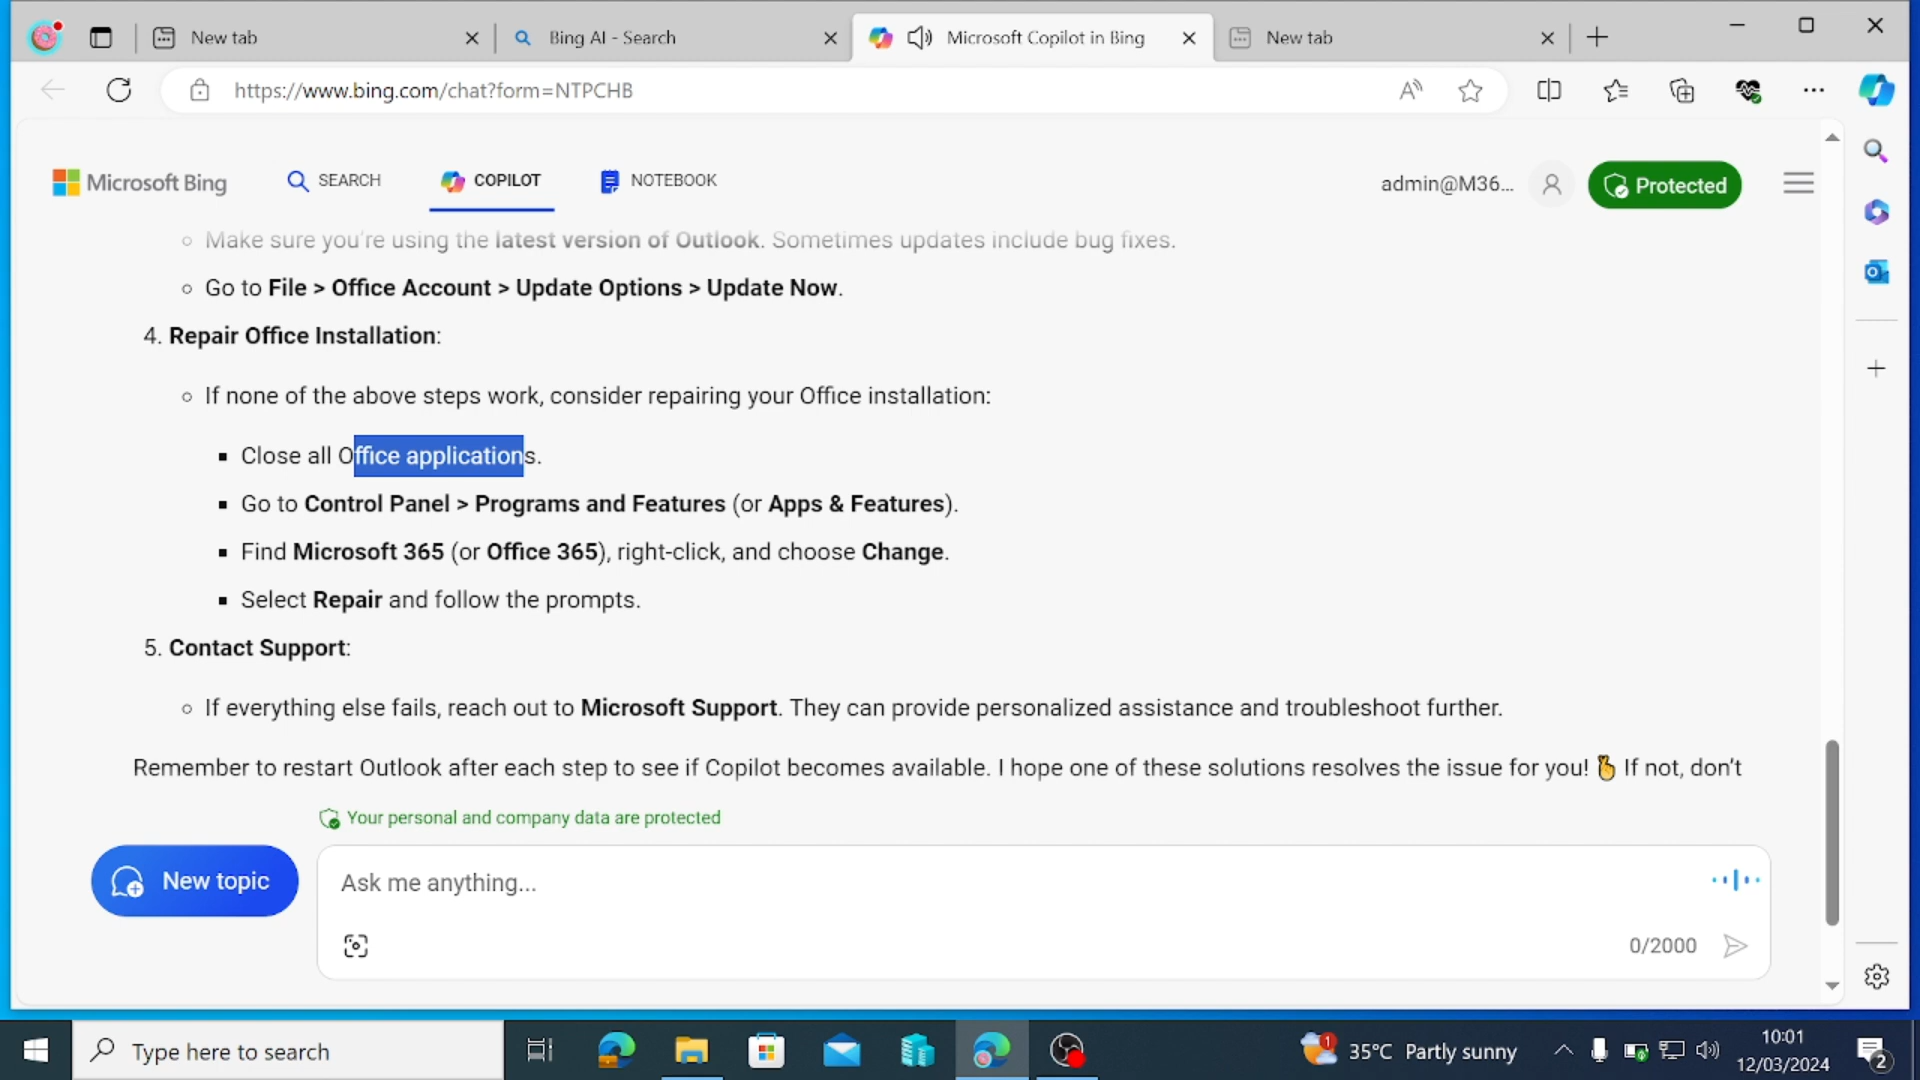 New tab
Bing AI - Search
Microsoft Copilot in Bing
New tab
https://www.bing.com/chat?form=NTPCHB
Microsoft Bing
SEARCH
COPILOT
NOTEBOOK
admin@M36...
Protected
Make sure you're using the latest version of Outlook. Sometimes updates include bug fixes.
Go to File > Office Account > Update Options > Update Now.
4. Repair Office Installation:
If none of the above steps work, consider repairing your Office installation:
Close all Office applications.
Go to Control Panel > Programs and Features (or Apps & Features).
Find Microsoft 365 (or Office 365), right-click, and choose Change.
Select Repair and follow the prompts.
5. Contact Support:
If everything else fails, reach out to Microsoft Support. They can provide personalized assistance and troubleshoot further.
Remember to restart Outlook after each step to see if Copilot becomes available. I hope one of these solutions resolves the issue for you! If not, don't
Your personal and company data are protected
New topic
Ask me anything...
0/2000
Type here to search
1
35°C Partly sunny
10:01
12/03/2024
2